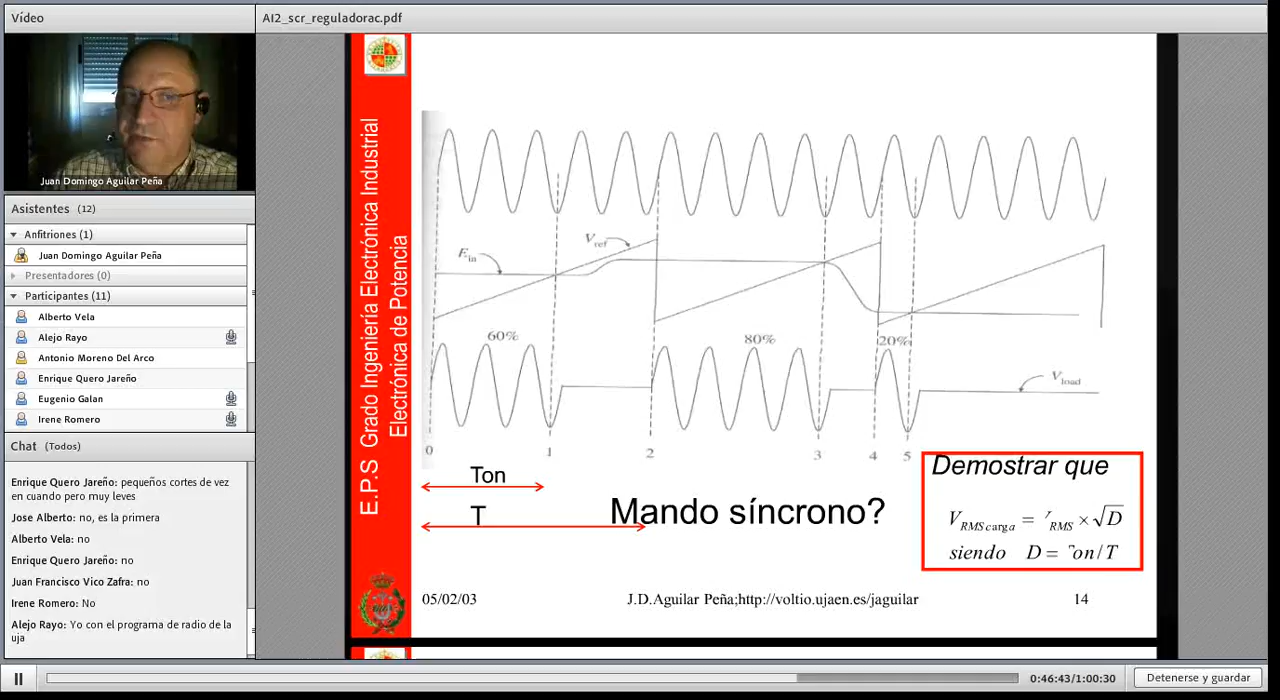 Vídeo
AI2_scr_reguladorac.pdf
Juan Domingo Aguilar Peña
Asistentes (12)
Anfitriones (1)
Juan Domingo Aguilar Peña
Presentadores (0)
Participantes (11)
Alberto Vela
Alejo Rayo
Antonio Moreno Del Arco
Enrique Quero Jareño
Eugenio Galan
Irene Romero
Chat (Todos)
Enrique Quero Jareño: pequeños cortes de vez
en cuando pero muy leves
Jose Alberto: no, es la primera
Alberto Vela: no
Enrique Quero Jareño: no
Juan Francisco Vico Zafra: no
Irene Romero: No
Alejo Rayo: Yo con el programa de radio de la
uja
E.P.S Grado Ingeniería Electrónica Industrial
Electrónica de Potencia
E_in
V_ref
60%
80%
20%
V_load
0 1 2 3 4 5
Ton
T
Mando síncrono?
Demostrar que
V_RMS carga = _RMS × √D
siendo D = on/T
05/02/03
J.D.Aguilar Peña;http://voltio.ujaen.es/jaguilar
14
0:46:43/1:00:30
Detenerse y guardar